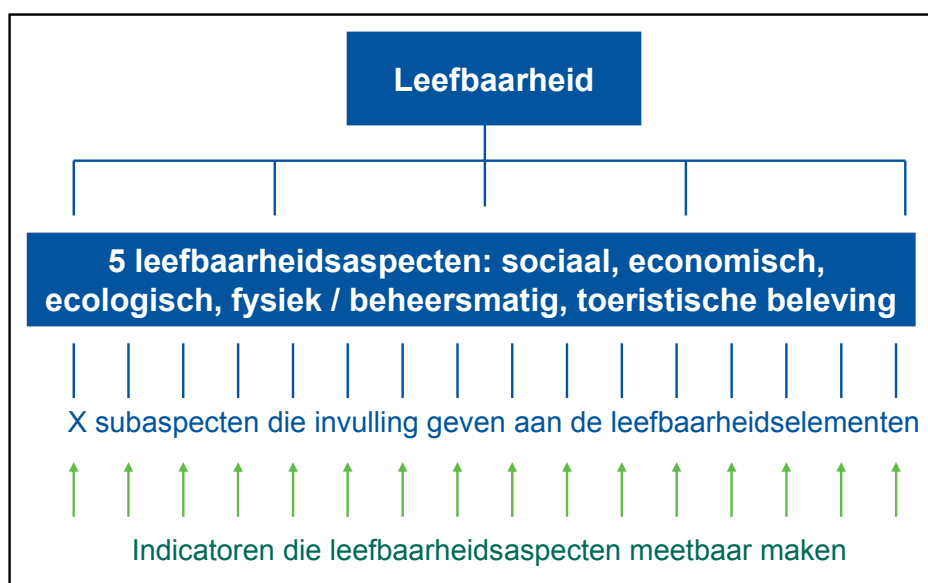 Leefbaarheid
5 leefbaarheidsaspecten: sociaal, economisch,
ecologisch, fysiek / beheersmatig, toeristische beleving
X subaspecten die invulling geven aan de leefbaarheidselementen
Indicatoren die leefbaarheidsaspecten meetbaar maken